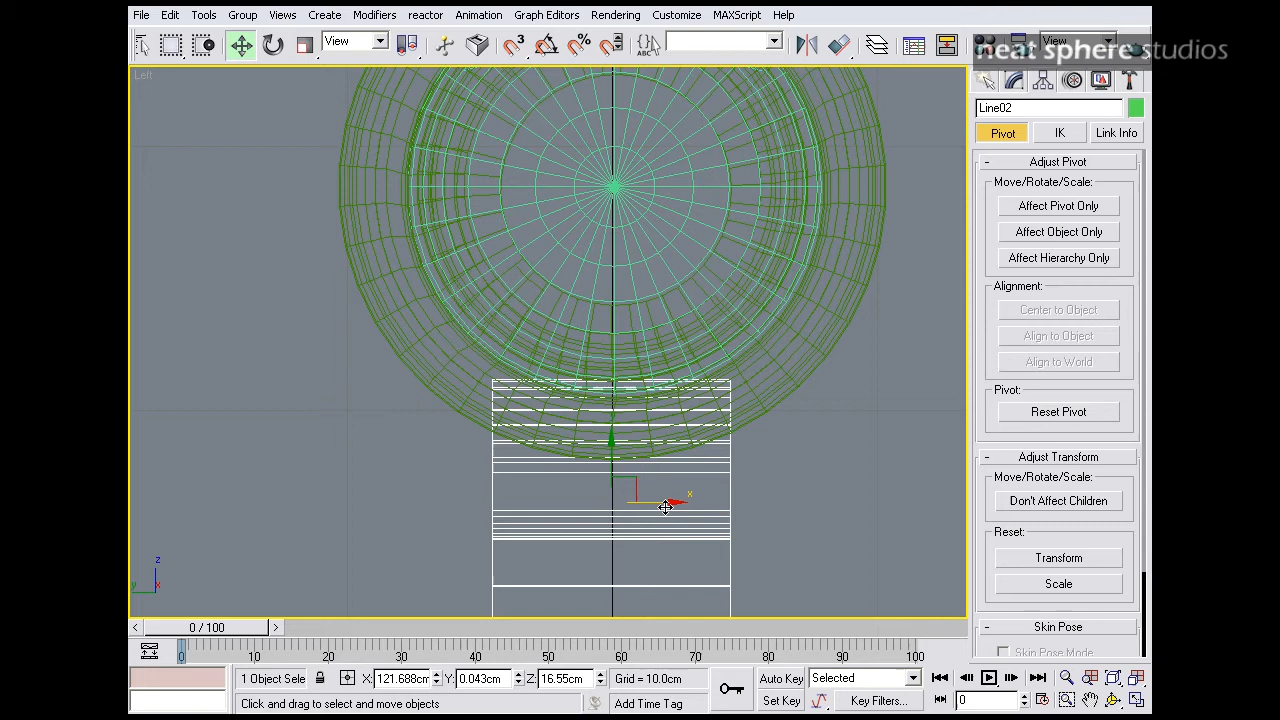 File Edit Tools Group Views Create Modifiers reactor Animation Graph Editors Rendering Customize MAXScript Help
View 3 % ABC View
neat sphere studios
Left
Line02
Pivot IK Link Info
- Adjust Pivot
Move/Rotate/Scale:
Affect Pivot Only
Affect Object Only
Affect Hierarchy Only
Alignment:
Center to Object
Align to Object
Align to World
Pivot:
Reset Pivot
- Adjust Transform
Move/Rotate/Scale:
Don't Affect Children
Reset:
Transform
Scale
- Skin Pose
Skin Pose Mode
x
z
y x
< 0 / 100 >
0 10 20 30 40 50 60 70 80 90 100
1 Object Sele X: 121.688cm Y: 0.043cm Z: 16.55cm Grid = 10.0cm Auto Key Selected
Click and drag to select and move objects Add Time Tag Set Key Key Filters... 0